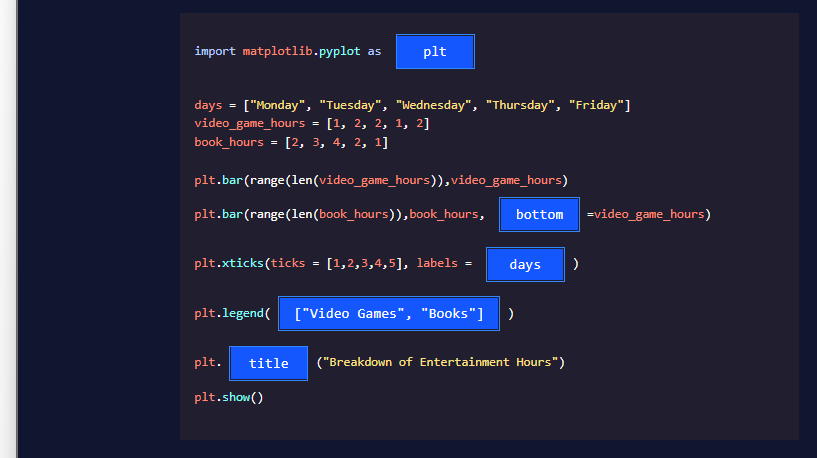 import matplotlib.pyplot as plt
days = ["Monday", "Tuesday", "Wednesday", "Thursday", "Friday"]
video_game_hours = [1, 2, 2, 1, 2]
book_hours = [2, 3, 4, 2, 1]
plt.bar(range(len(video_game_hours)),video_game_hours)
plt.bar(range(len(book_hours)),book_hours, bottom =video_game_hours)
plt.xticks(ticks = [1,2,3,4,5], labels = days )
plt.legend( ["Video Games", "Books"] )
plt. title ("Breakdown of Entertainment Hours")
plt.show()